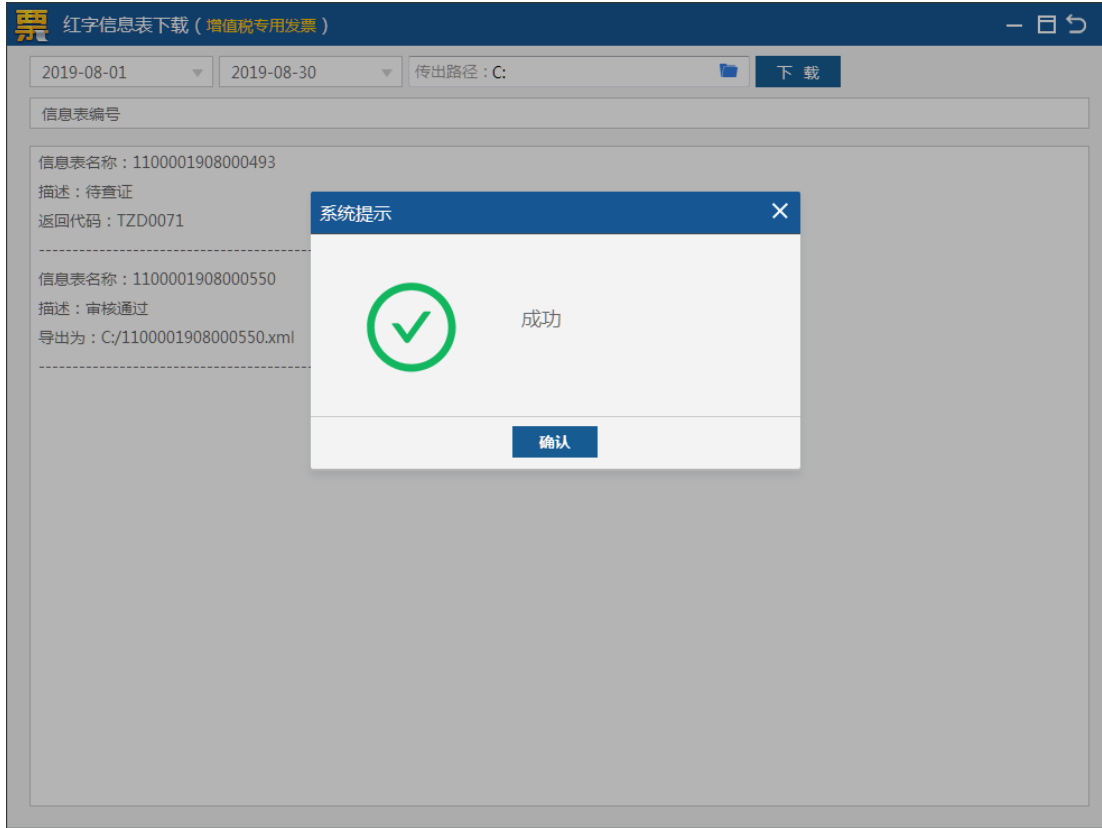 票 红字信息表下载（增值税专用发票）
2019-08-01 2019-08-30 传出路径：C: 下 载
信息表编号
信息表名称：1100001908000493
描述：待查证
返回代码：TZD0071
----------------------------------------
信息表名称：1100001908000550
描述：审核通过
导出为：C:/1100001908000550.xml
----------------------------------------
系统提示
成功
确认